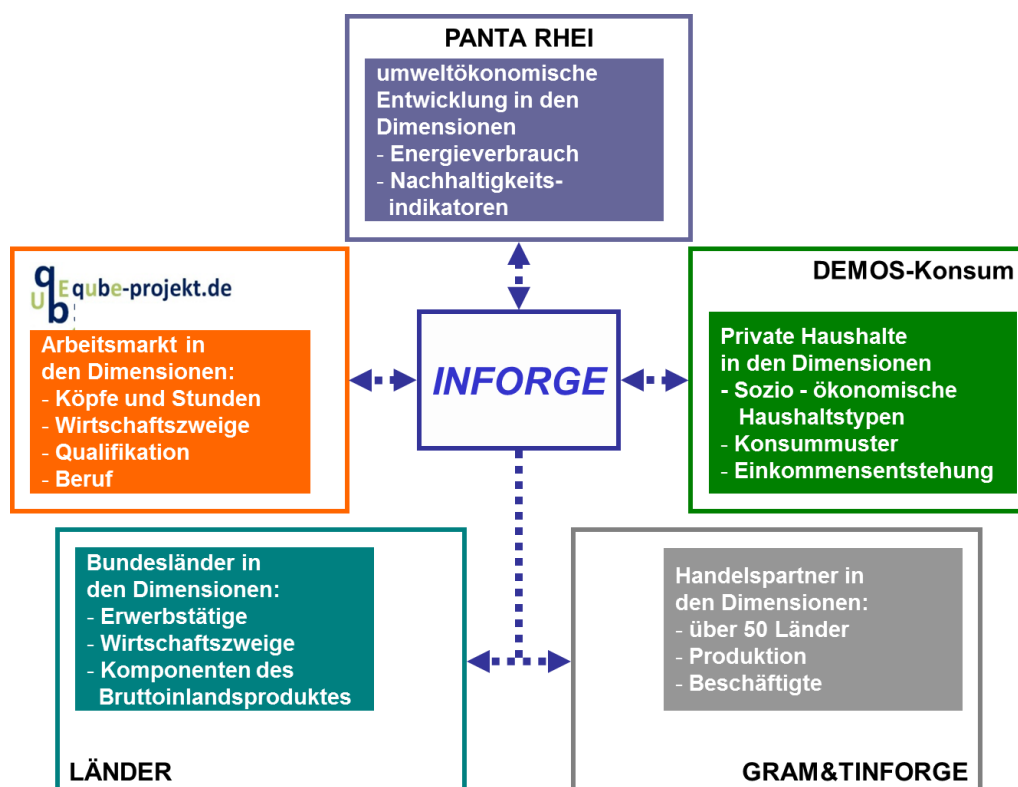 PANTA RHEI
umweltökonomische
Entwicklung in den
Dimensionen
- Energieverbrauch
- Nachhaltigkeits-
indikatoren
qUbE qube-projekt.de
Arbeitsmarkt in
den Dimensionen:
- Köpfe und Stunden
- Wirtschaftszweige
- Qualifikation
- Beruf
INFORGE
DEMOS-Konsum
Private Haushalte
in den Dimensionen
- Sozio - ökonomische
Haushaltstypen
- Konsummuster
- Einkommensentstehung
Bundesländer in
den Dimensionen:
- Erwerbstätige
- Wirtschaftszweige
- Komponenten des
Bruttoinlandsproduktes
LÄNDER
Handelspartner in
den Dimensionen:
- über 50 Länder
- Produktion
- Beschäftigte
GRAM&TINFORGE